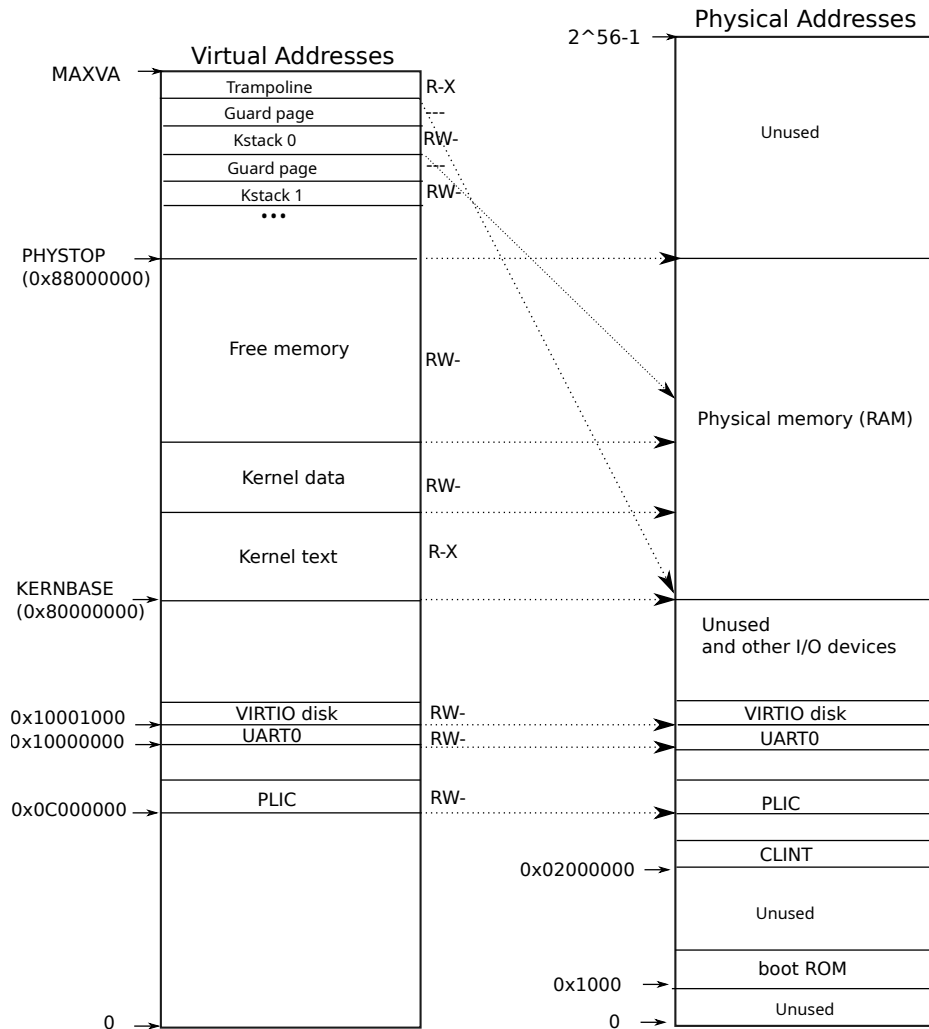 Virtual Addresses
MAXVA
Trampoline
R-X
Guard page
---
Kstack 0
RW-
Guard page
---
Kstack 1
RW-
...
PHYSTOP
(0x88000000)
Free memory
RW-
Kernel data
RW-
Kernel text
R-X
KERNBASE
(0x80000000)
0x10001000
VIRTIO disk
RW-
0x10000000
UART0
RW-
0x0C000000
PLIC
RW-
0
Physical Addresses
2^56-1
Unused
Physical memory (RAM)
Unused
and other I/O devices
VIRTIO disk
UART0
PLIC
CLINT
0x02000000
Unused
boot ROM
0x1000
Unused
0